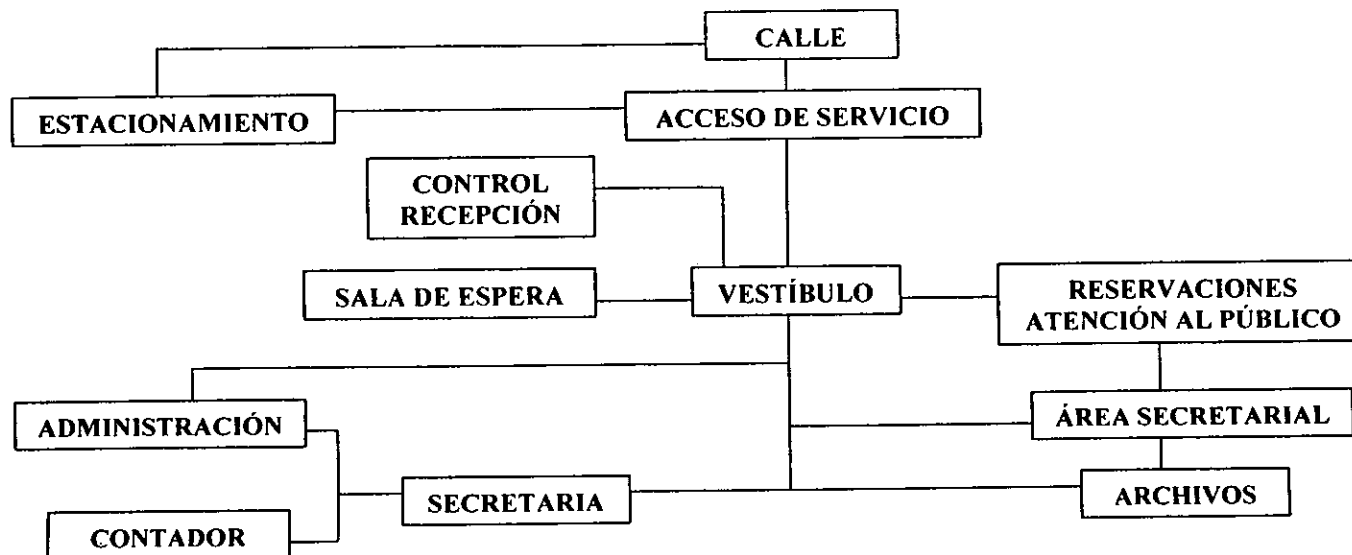 CALLE
ESTACIONAMIENTO
ACCESO DE SERVICIO
CONTROL
RECEPCIÓN
SALA DE ESPERA
VESTÍBULO
RESERVACIONES
ATENCIÓN AL PÚBLICO
ADMINISTRACIÓN
ÁREA SECRETARIAL
SECRETARIA
ARCHIVOS
CONTADOR